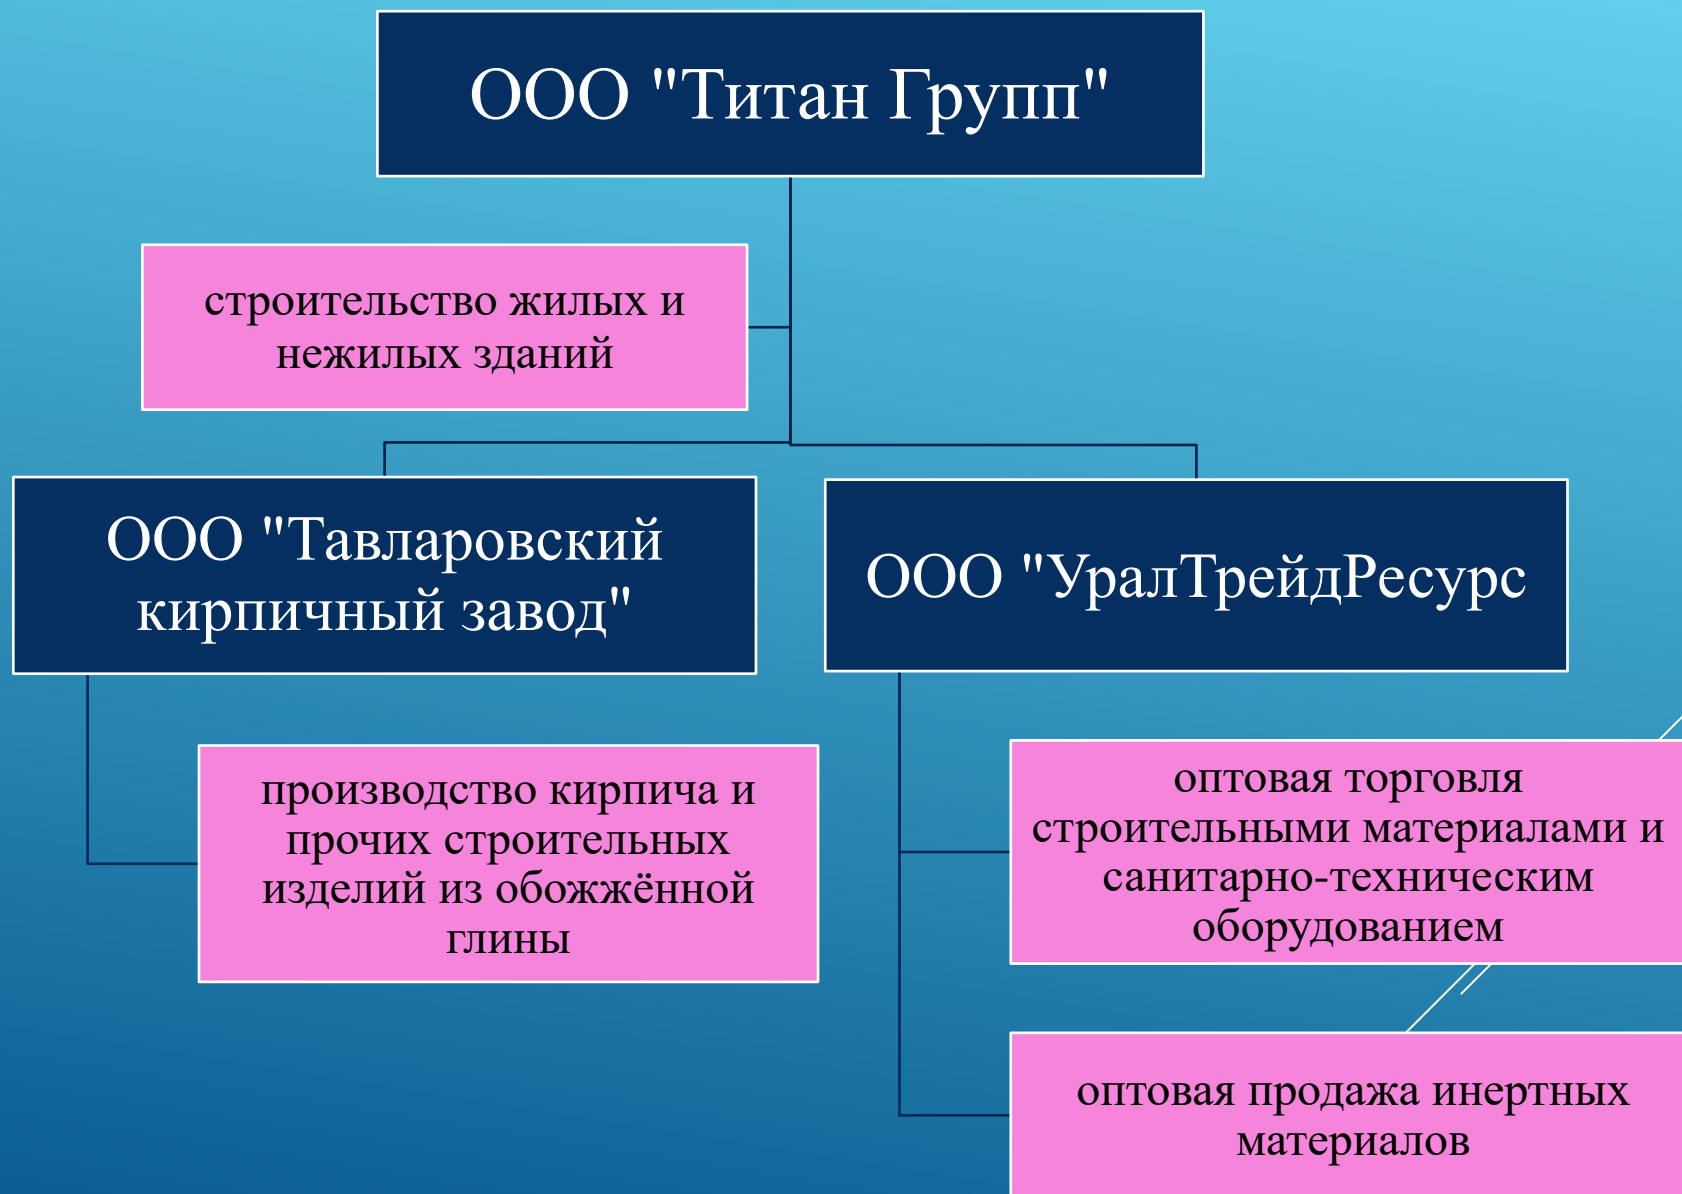 ООО "Титан Групп"
строительство жилых и
нежилых зданий
ООО "Тавларовский
кирпичный завод"
ООО "УралТрейдРесурс
производство кирпича и
прочих строительных
изделий из обожжённой
глины
оптовая торговля
строительными материалами и
санитарно-техническим
оборудованием
оптовая продажа инертных
материалов